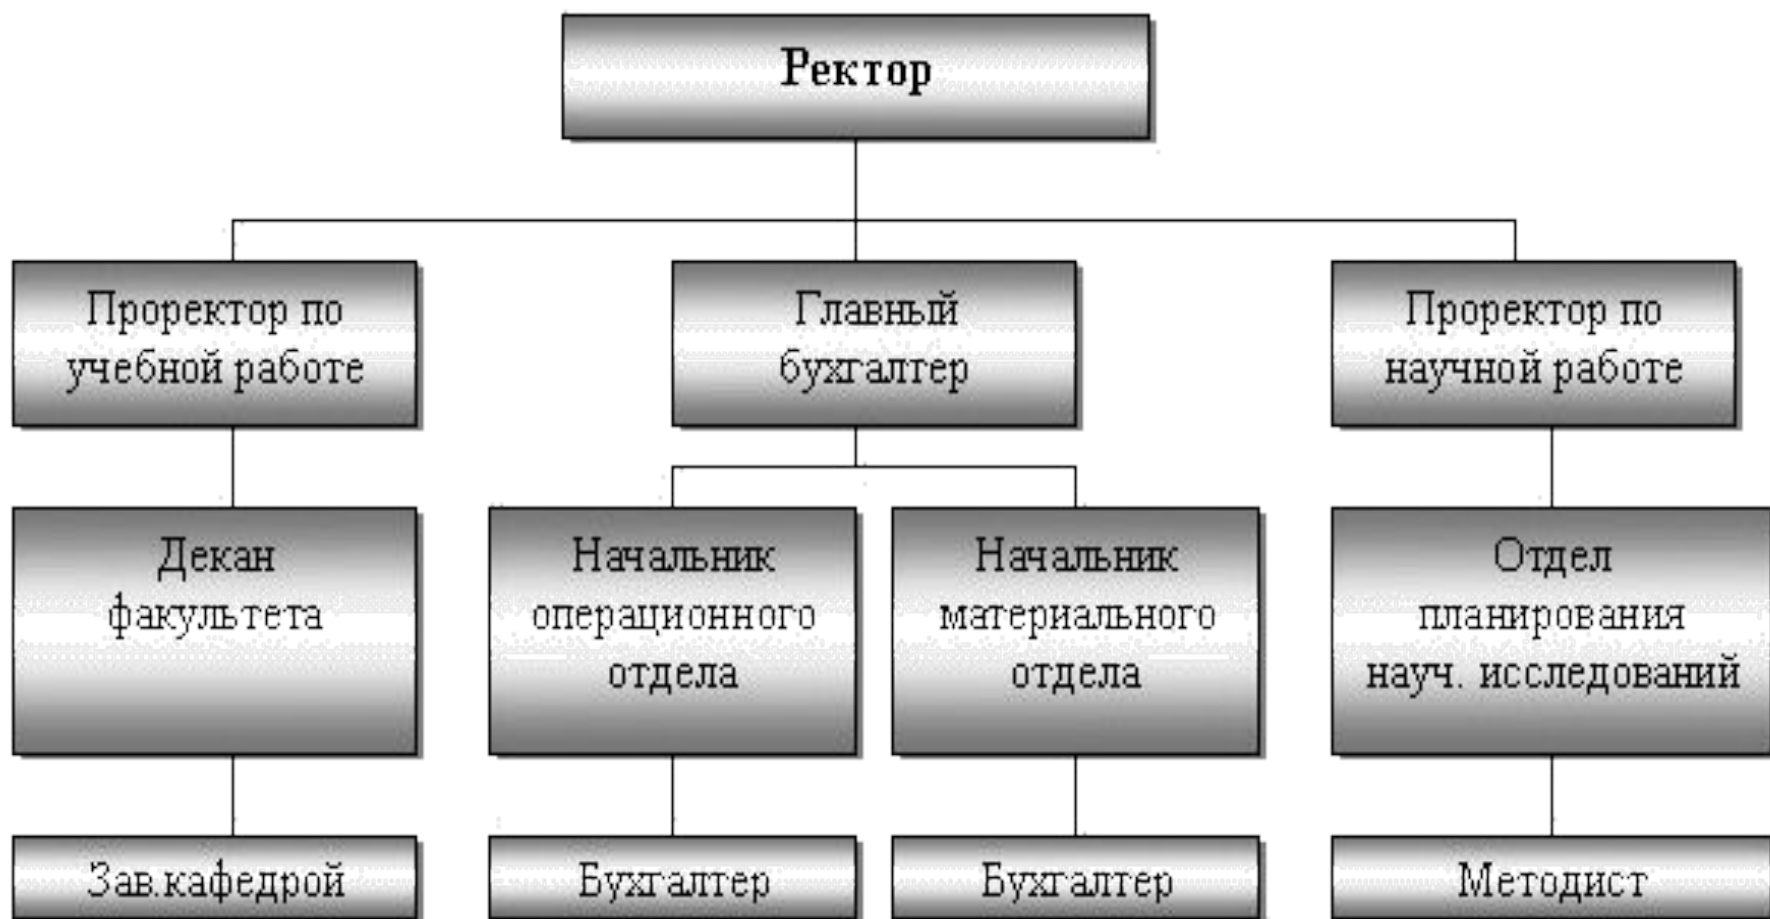 Ректор
Проректор по
учебной работе
Главный
бухгалтер
Проректор по
научной работе
Декан
факультета
Начальник
операционного
отдела
Начальник
материального
отдела
Отдел
планирования
науч. исследований
Зав.кафедрой
Бухгалтер
Бухгалтер
Методист